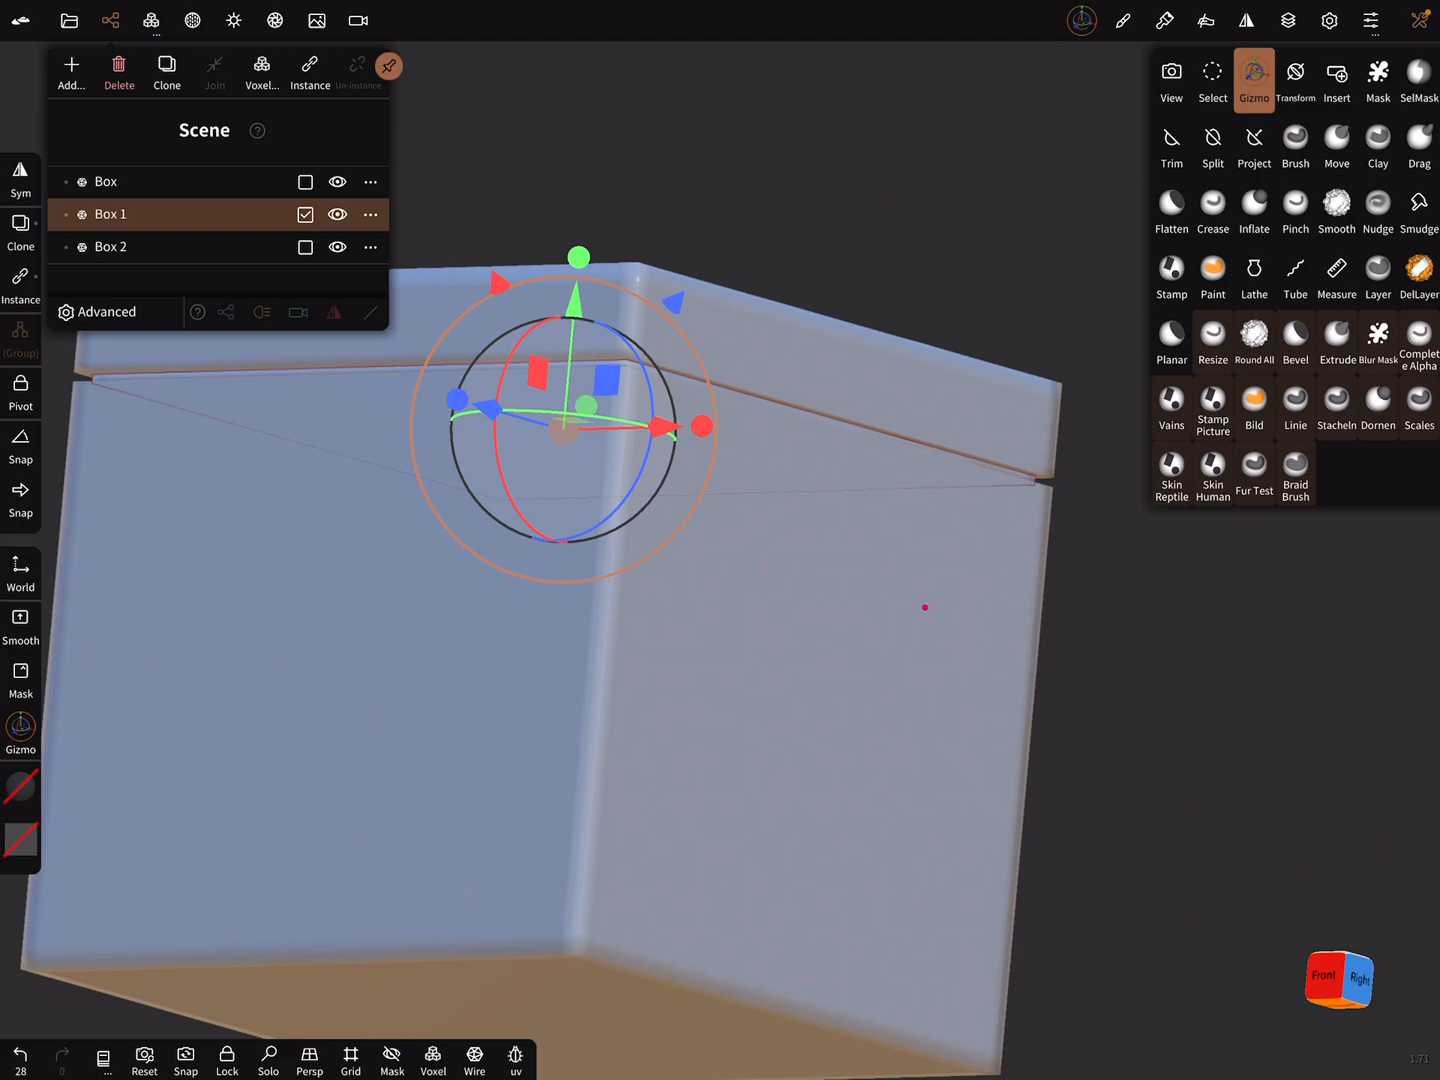 Add...
Delete
Clone
Join
Voxel...
Instance
Un-instance
Scene
?
Box
Box 1
Box 2
Advanced
?
Sym
Clone
Instance
(Group)
Pivot
Snap
Snap
World
Smooth
Mask
Gizmo
View
Select
Gizmo
Transform
Insert
Mask
SelMask
Trim
Split
Project
Brush
Move
Clay
Drag
Flatten
Crease
Inflate
Pinch
Smooth
Nudge
Smudge
Stamp
Paint
Lathe
Tube
Measure
Layer
DelLayer
Planar
Resize
Round All
Bevel
Extrude
Blur Mask
Complet
e Alpha
Vains
Stamp
Picture
Bild
Linie
Stacheln
Dornen
Scales
Skin
Reptile
Skin
Human
Fur Test
Braid
Brush
Front
Right
28
0
...
Reset
Snap
Lock
Solo
Persp
Grid
Mask
Voxel
Wire
uv
1.71